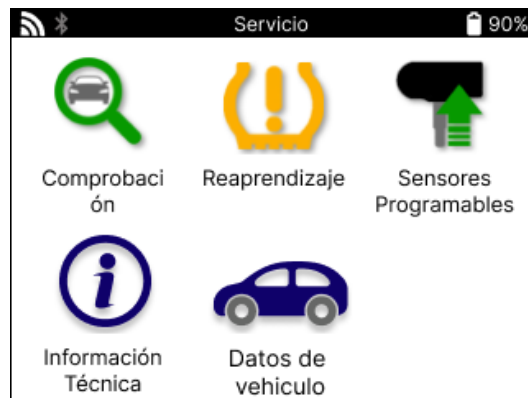 Servicio
90%
Comprobaci
ón
Reaprendizaje
Sensores
Programables
Información
Técnica
Datos de
vehiculo